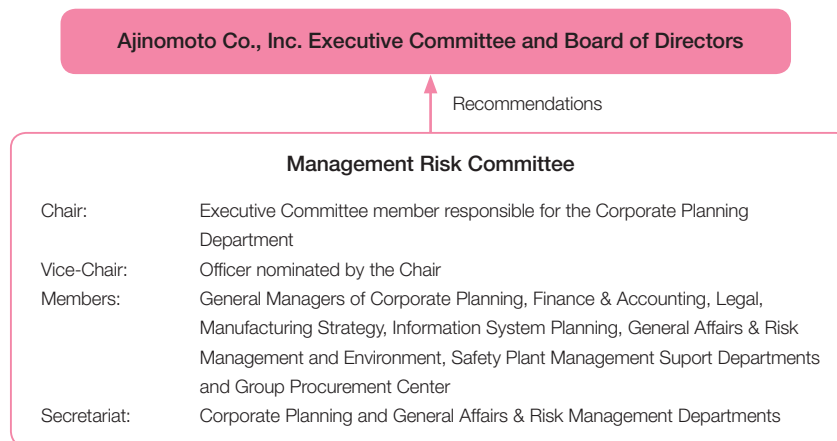 Ajinomoto Co., Inc. Executive Committee and Board of Directors
Recommendations
Management Risk Committee
Chair: Executive Committee member responsible for the Corporate Planning
Department
Vice-Chair: Officer nominated by the Chair
Members: General Managers of Corporate Planning, Finance & Accounting, Legal,
Manufacturing Strategy, Information System Planning, General Affairs & Risk
Management and Environment, Safety Plant Management Suport Departments
and Group Procurement Center
Secretariat: Corporate Planning and General Affairs & Risk Management Departments